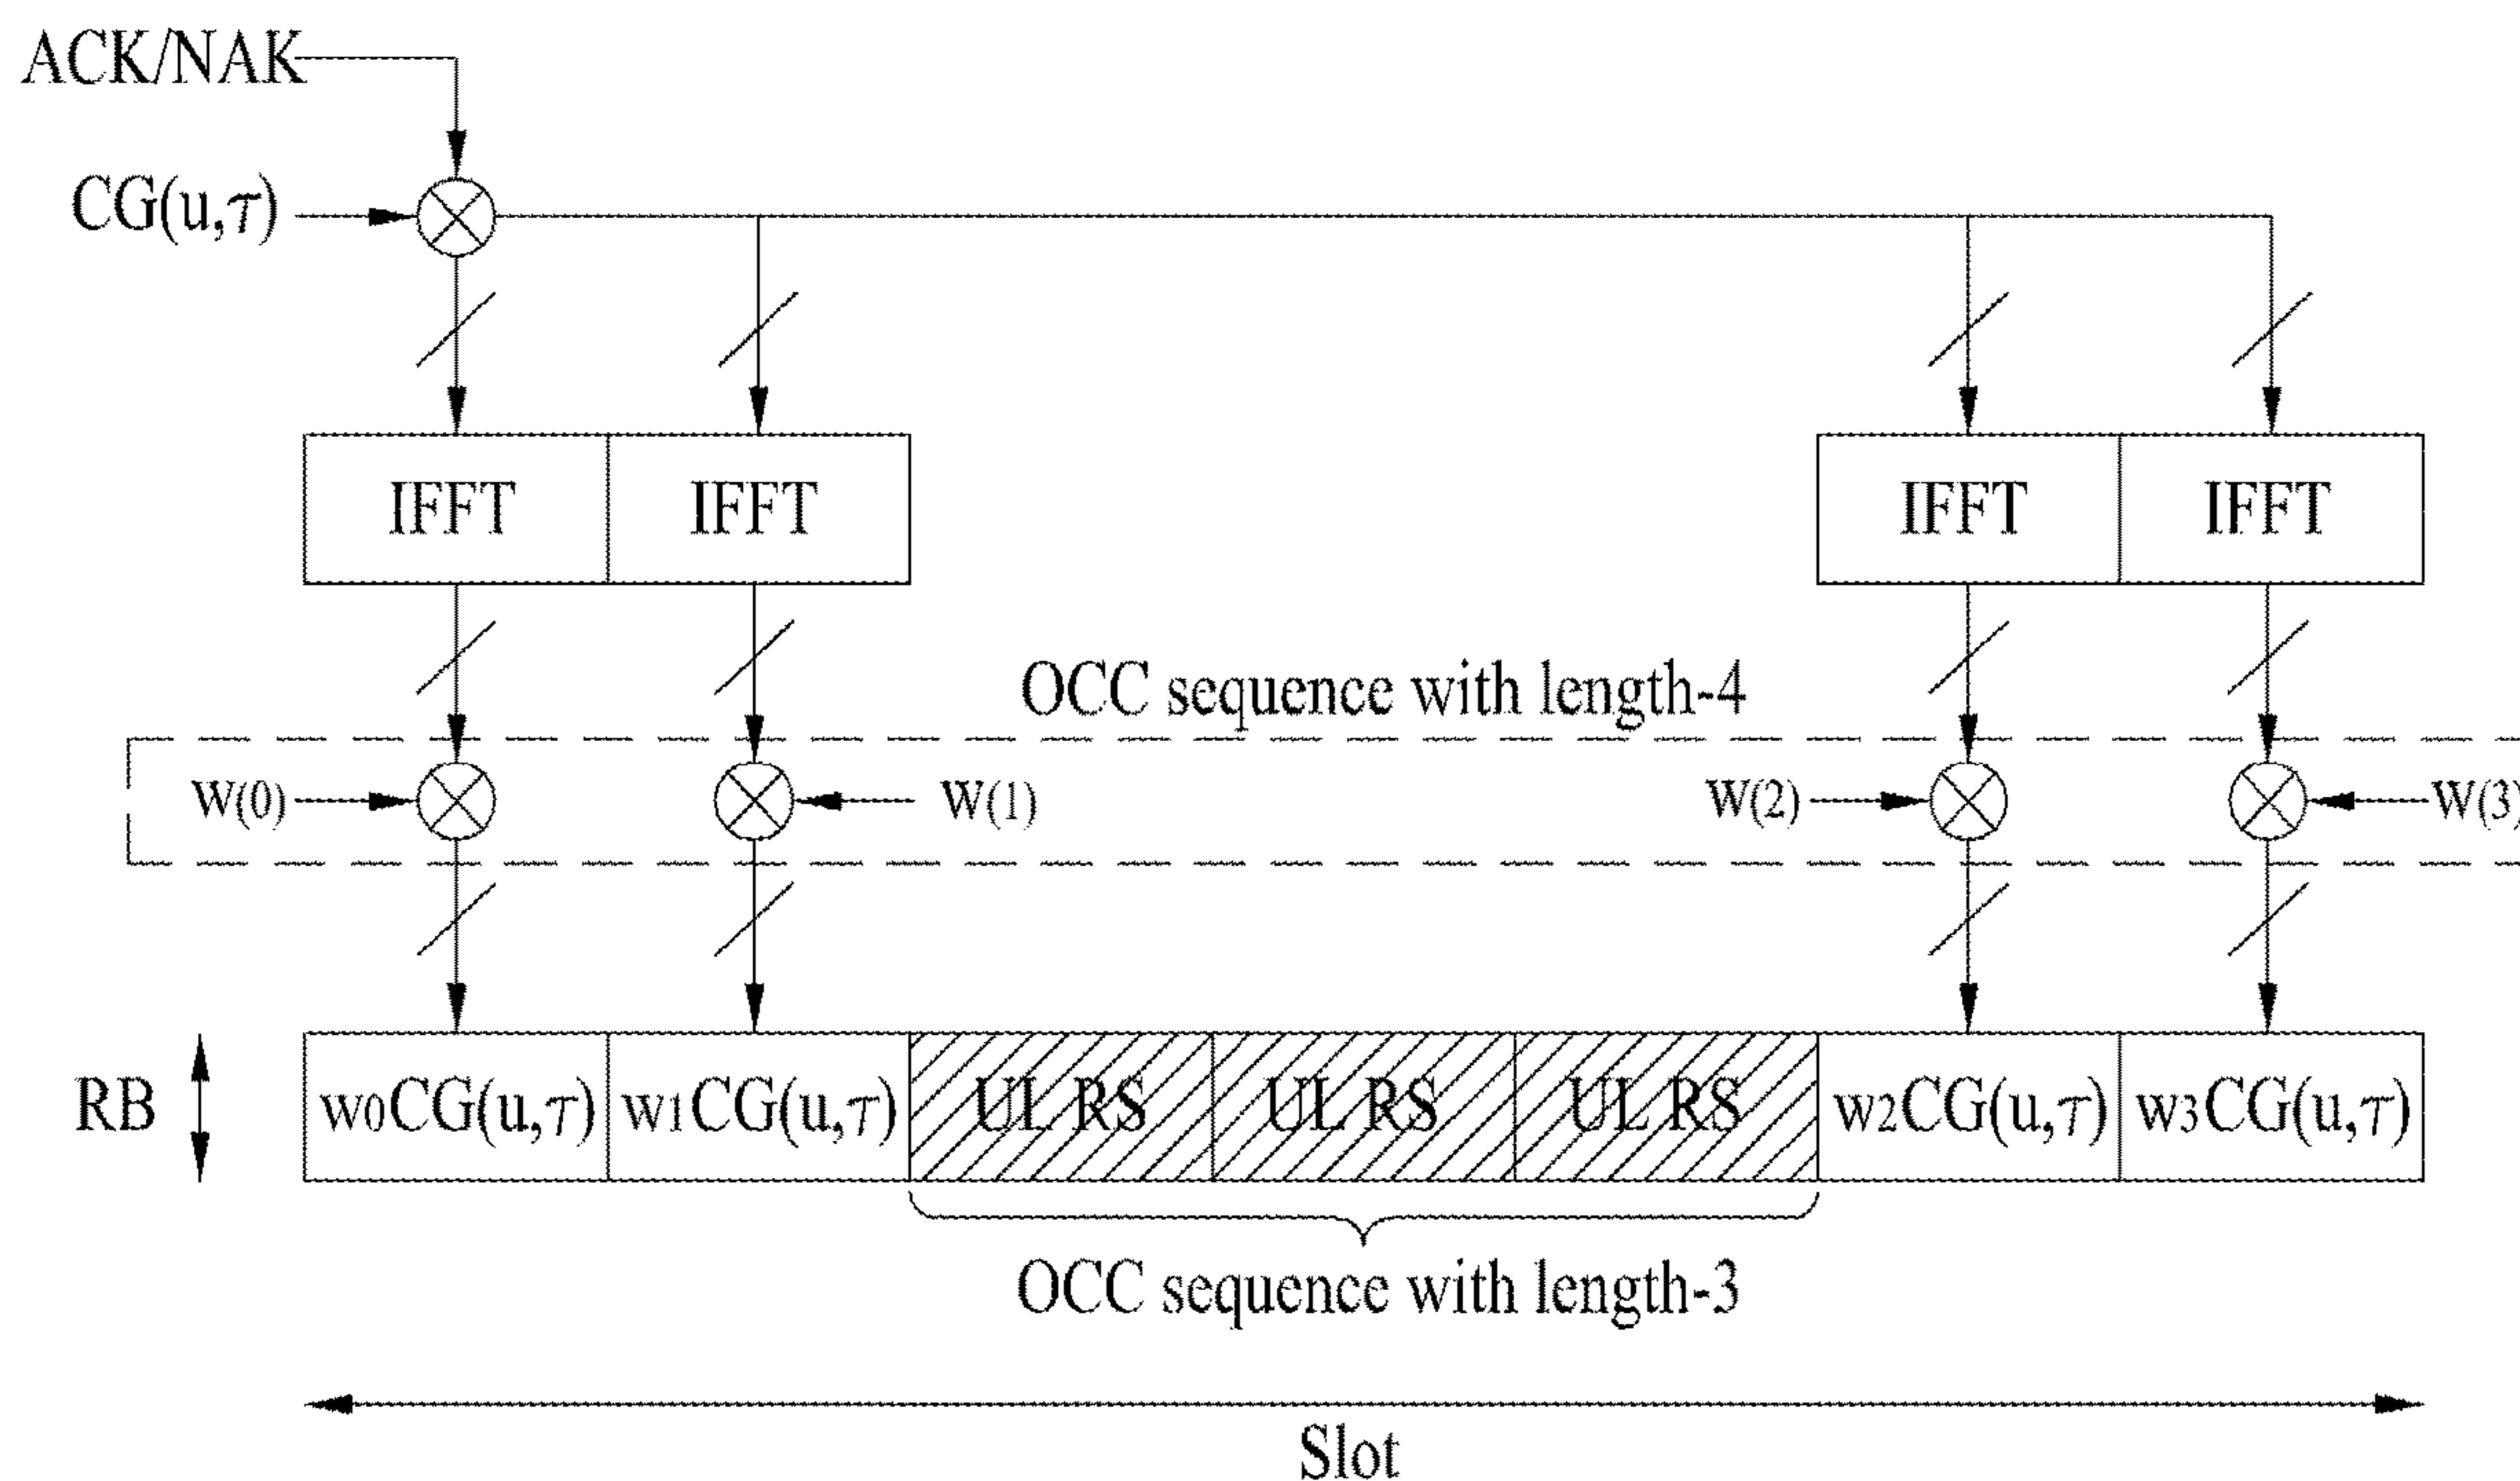 ACK/NAK
CG(u,τ)
IFFT IFFT IFFT IFFT
OCC sequence with length-4
W(0) W(1) W(2) W(3)
RB w0CG(u,τ) w1CG(u,τ) UL RS UL RS UL RS w2CG(u,τ) w3CG(u,τ)
OCC sequence with length-3
Slot